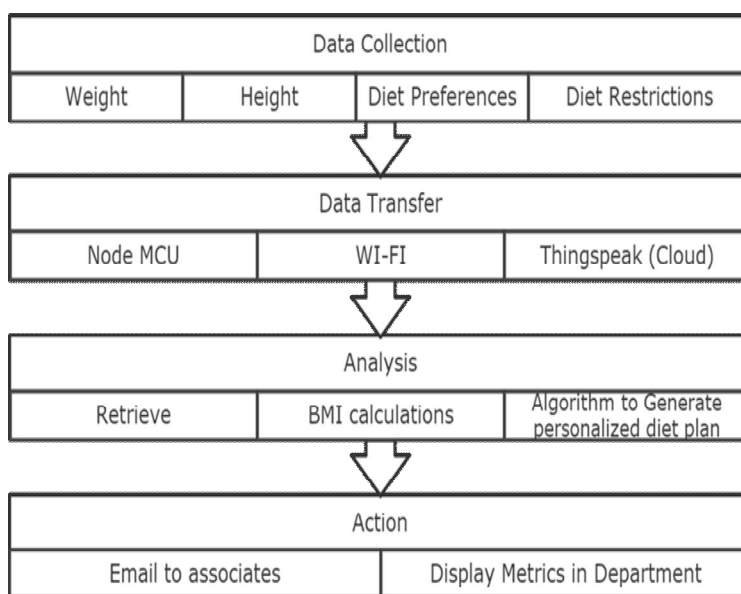 Data Collection
Weight
Height
Diet Preferences
Diet Restrictions
Data Transfer
Node MCU
WI-FI
Thingspeak (Cloud)
Analysis
Retrieve
BMI calculations
Algorithm to Generate
personalized diet plan
Action
Email to associates
Display Metrics in Department